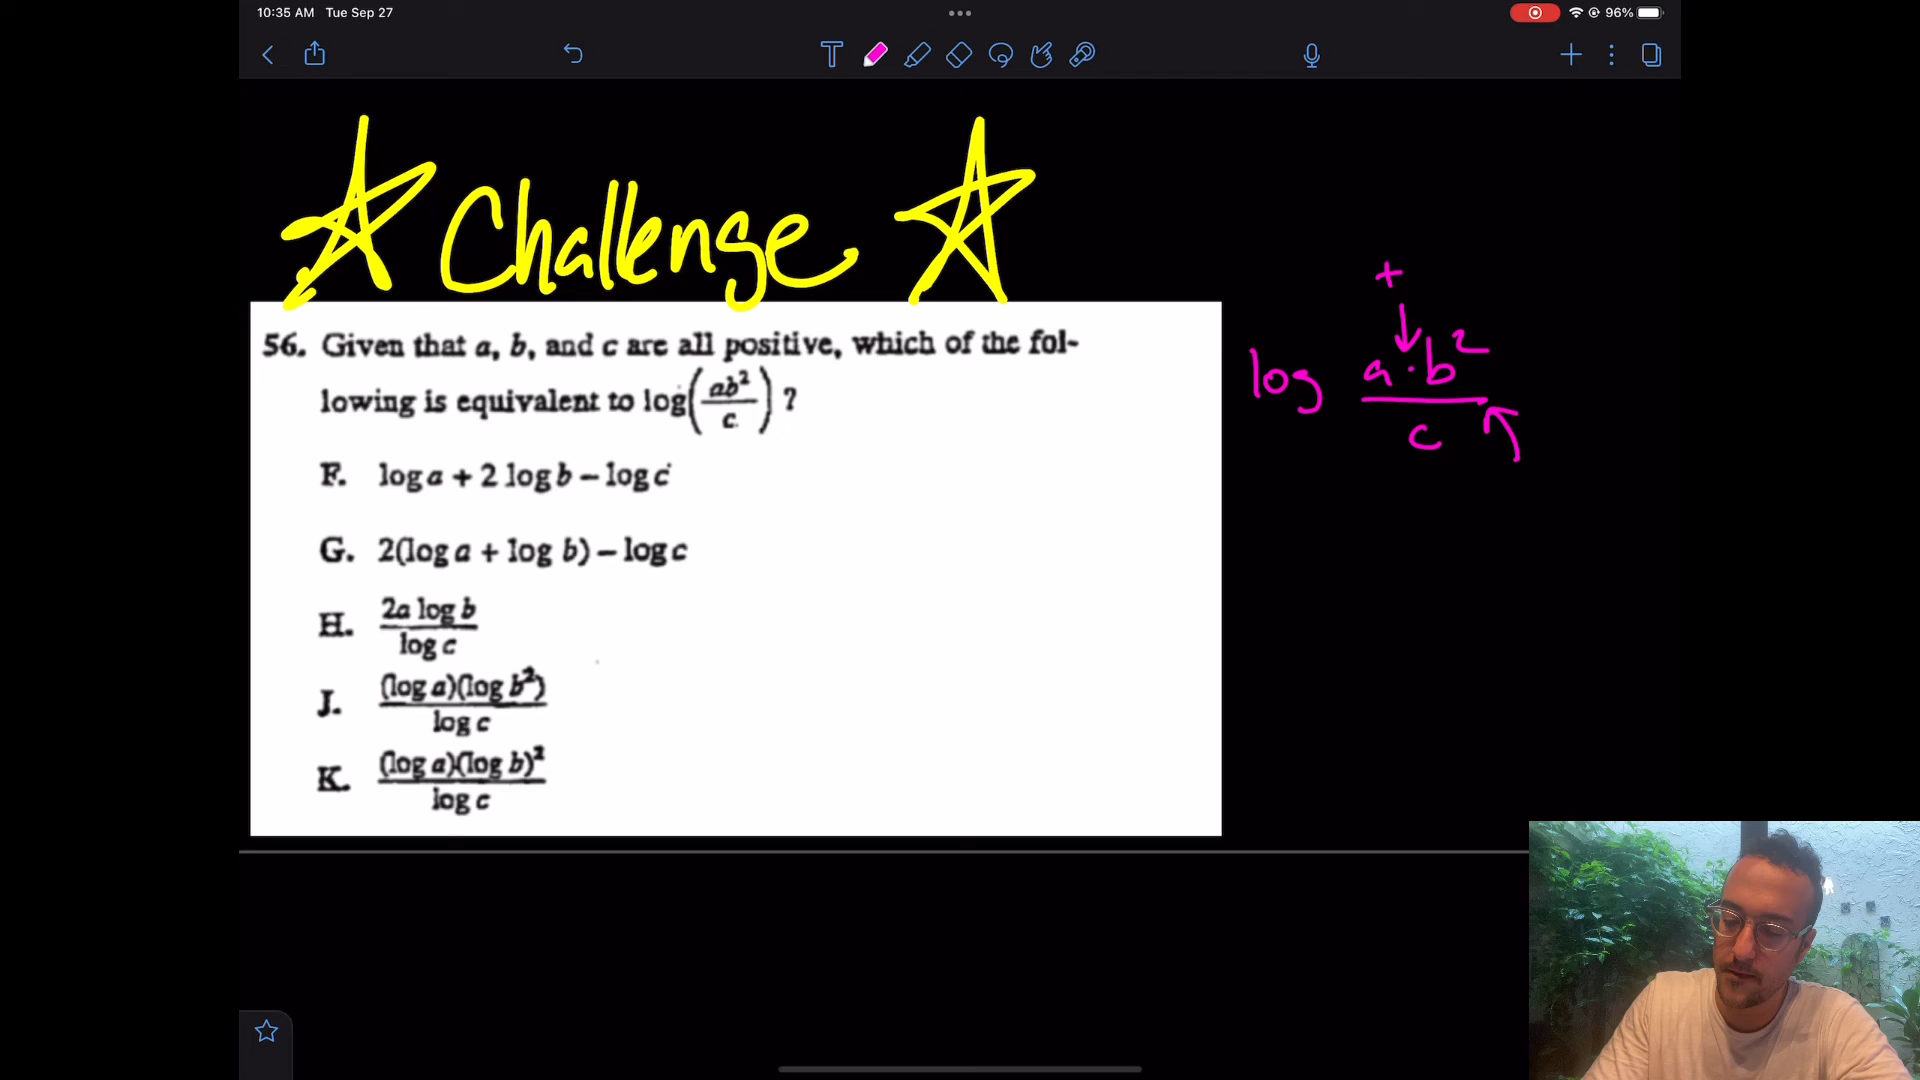 10:35 AM Tue Sep 27
96%
Challenge
56. Given that a, b, and c are all positive, which of the fol-
lowing is equivalent to log(ab²/c) ?
F. log a + 2 log b – log c
G. 2(log a + log b) – log c
H. 2a log b / log c
J. (log a)(log b²) / log c
K. (log a)(log b)² / log c
+
log a · b² / c